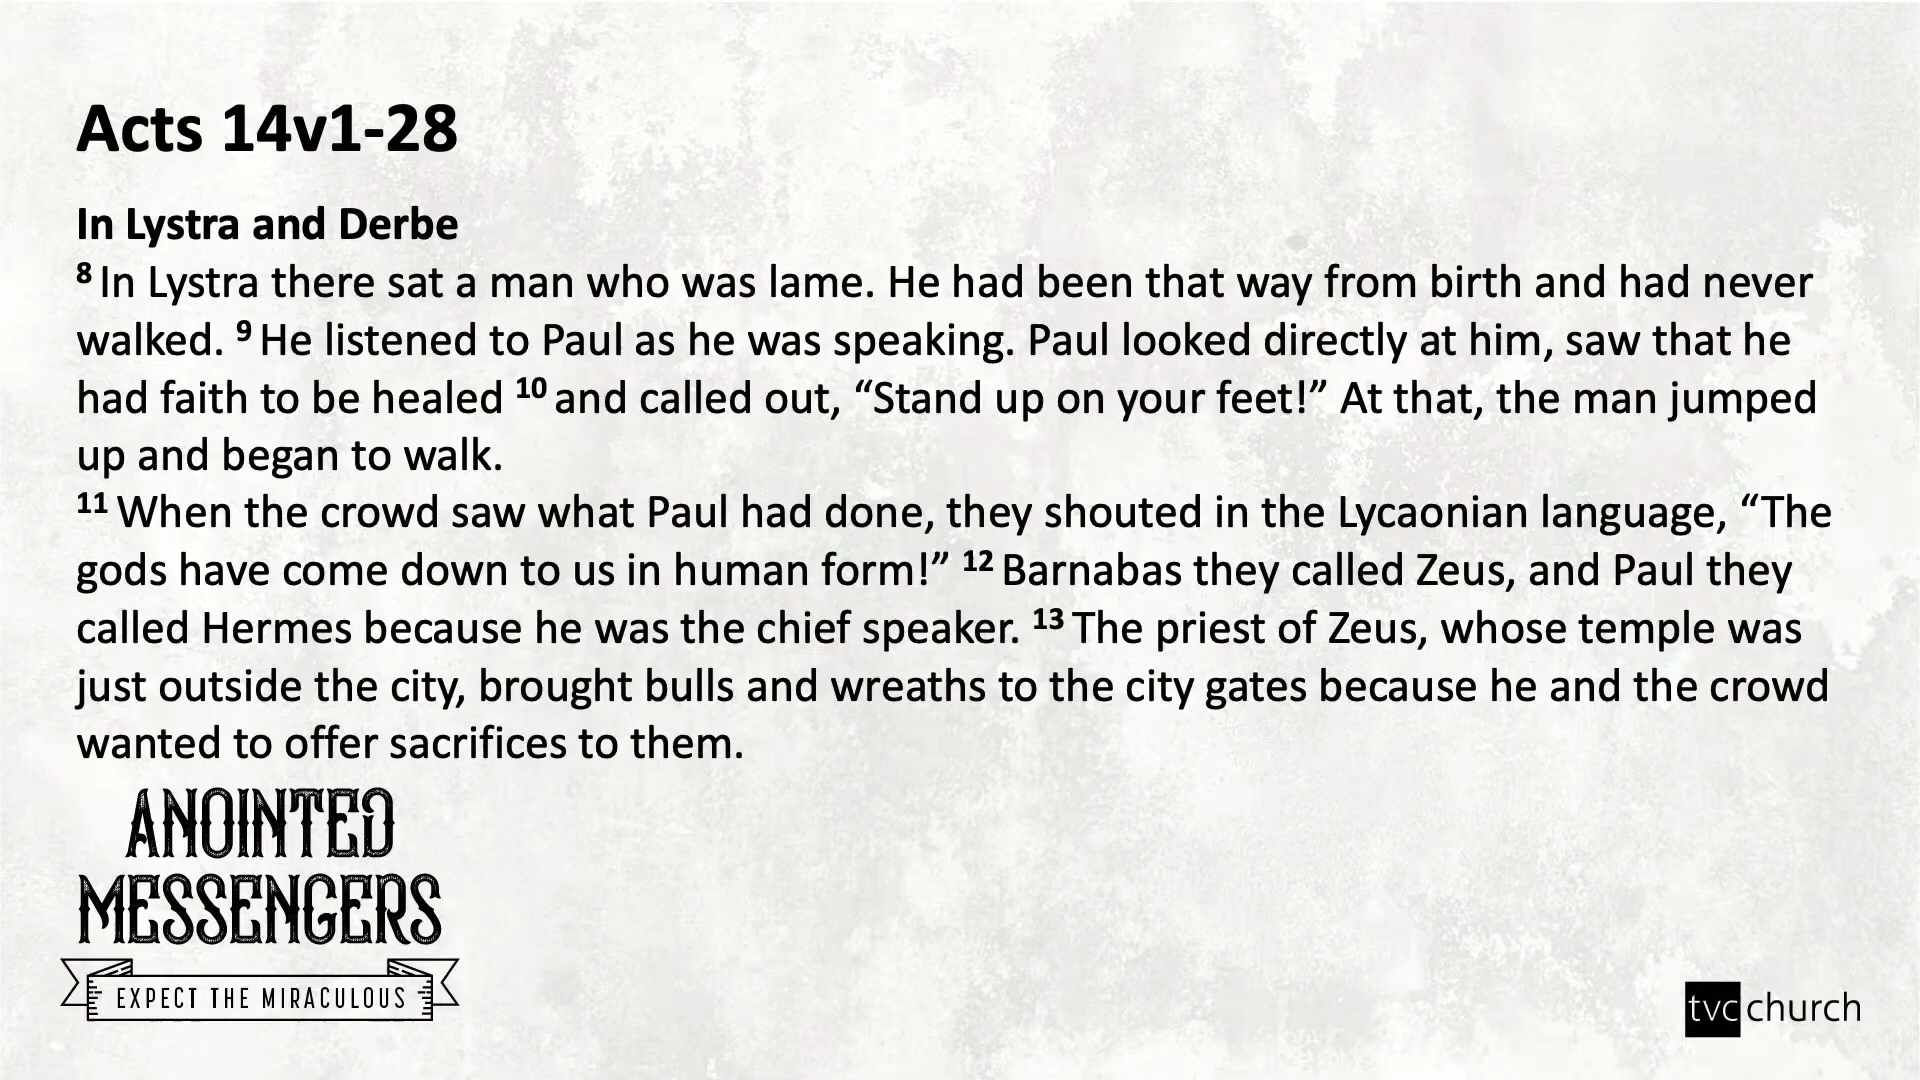 Acts 14v1-28
In Lystra and Derbe
8 In Lystra there sat a man who was lame. He had been that way from birth and had never
walked. 9 He listened to Paul as he was speaking. Paul looked directly at him, saw that he
had faith to be healed 10 and called out, “Stand up on your feet!” At that, the man jumped
up and began to walk.
11 When the crowd saw what Paul had done, they shouted in the Lycaonian language, “The
gods have come down to us in human form!” 12 Barnabas they called Zeus, and Paul they
called Hermes because he was the chief speaker. 13 The priest of Zeus, whose temple was
just outside the city, brought bulls and wreaths to the city gates because he and the crowd
wanted to offer sacrifices to them.
ANOINTED
MESSENGERS
EXPECT THE MIRACULOUS
tvc church